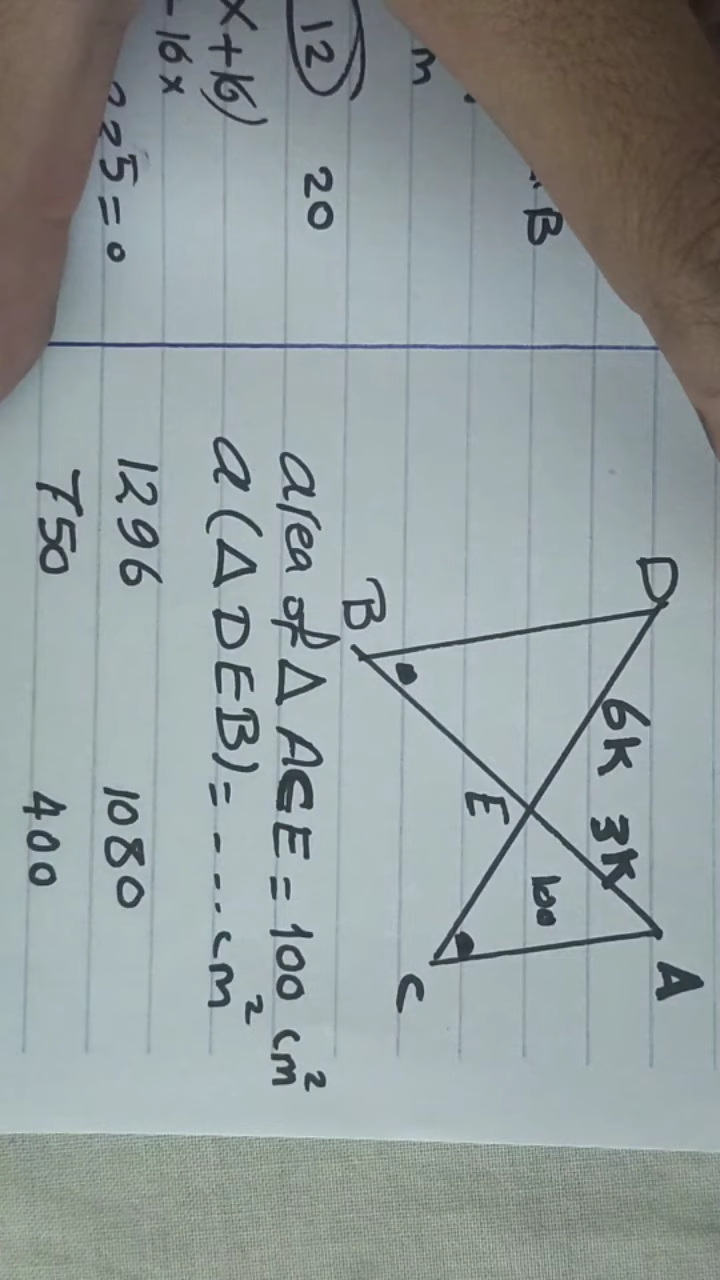 B
m
12
20
x+16)
-16x
225=0
D
A
6K
3K
E
100
B
C
area of Δ ACE = 100 cm²
a(Δ DEB) = .... cm²
1296
1080
750
400